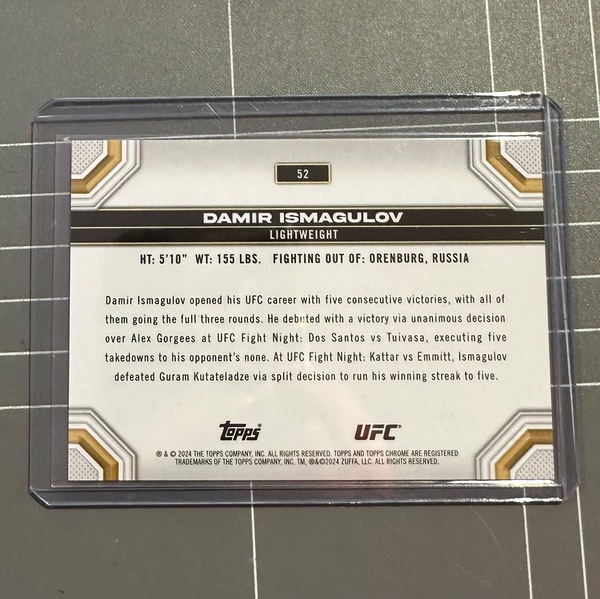 52
DAMIR ISMAGULOV
LIGHTWEIGHT
HT: 5'10" WT: 155 LBS. FIGHTING OUT OF: ORENBURG, RUSSIA
Damir Ismagulov opened his UFC career with five consecutive victories, with all of
them going the full three rounds. He debuted with a victory via unanimous decision
over Alex Gorgees at UFC Fight Night: Dos Santos vs Tuivasa, executing five
takedowns to his opponent's none. At UFC Fight Night: Kattar vs Emmitt, Ismagulov
defeated Guram Kutateladze via split decision to run his winning streak to five.
Topps UFC
® & © 2024 THE TOPPS COMPANY, INC. ALL RIGHTS RESERVED. TOPPS AND TOPPS CHROME ARE REGISTERED
TRADEMARKS OF THE TOPPS COMPANY, INC. TM, ®&©2024 ZUFFA, LLC. ALL RIGHTS RESERVED.